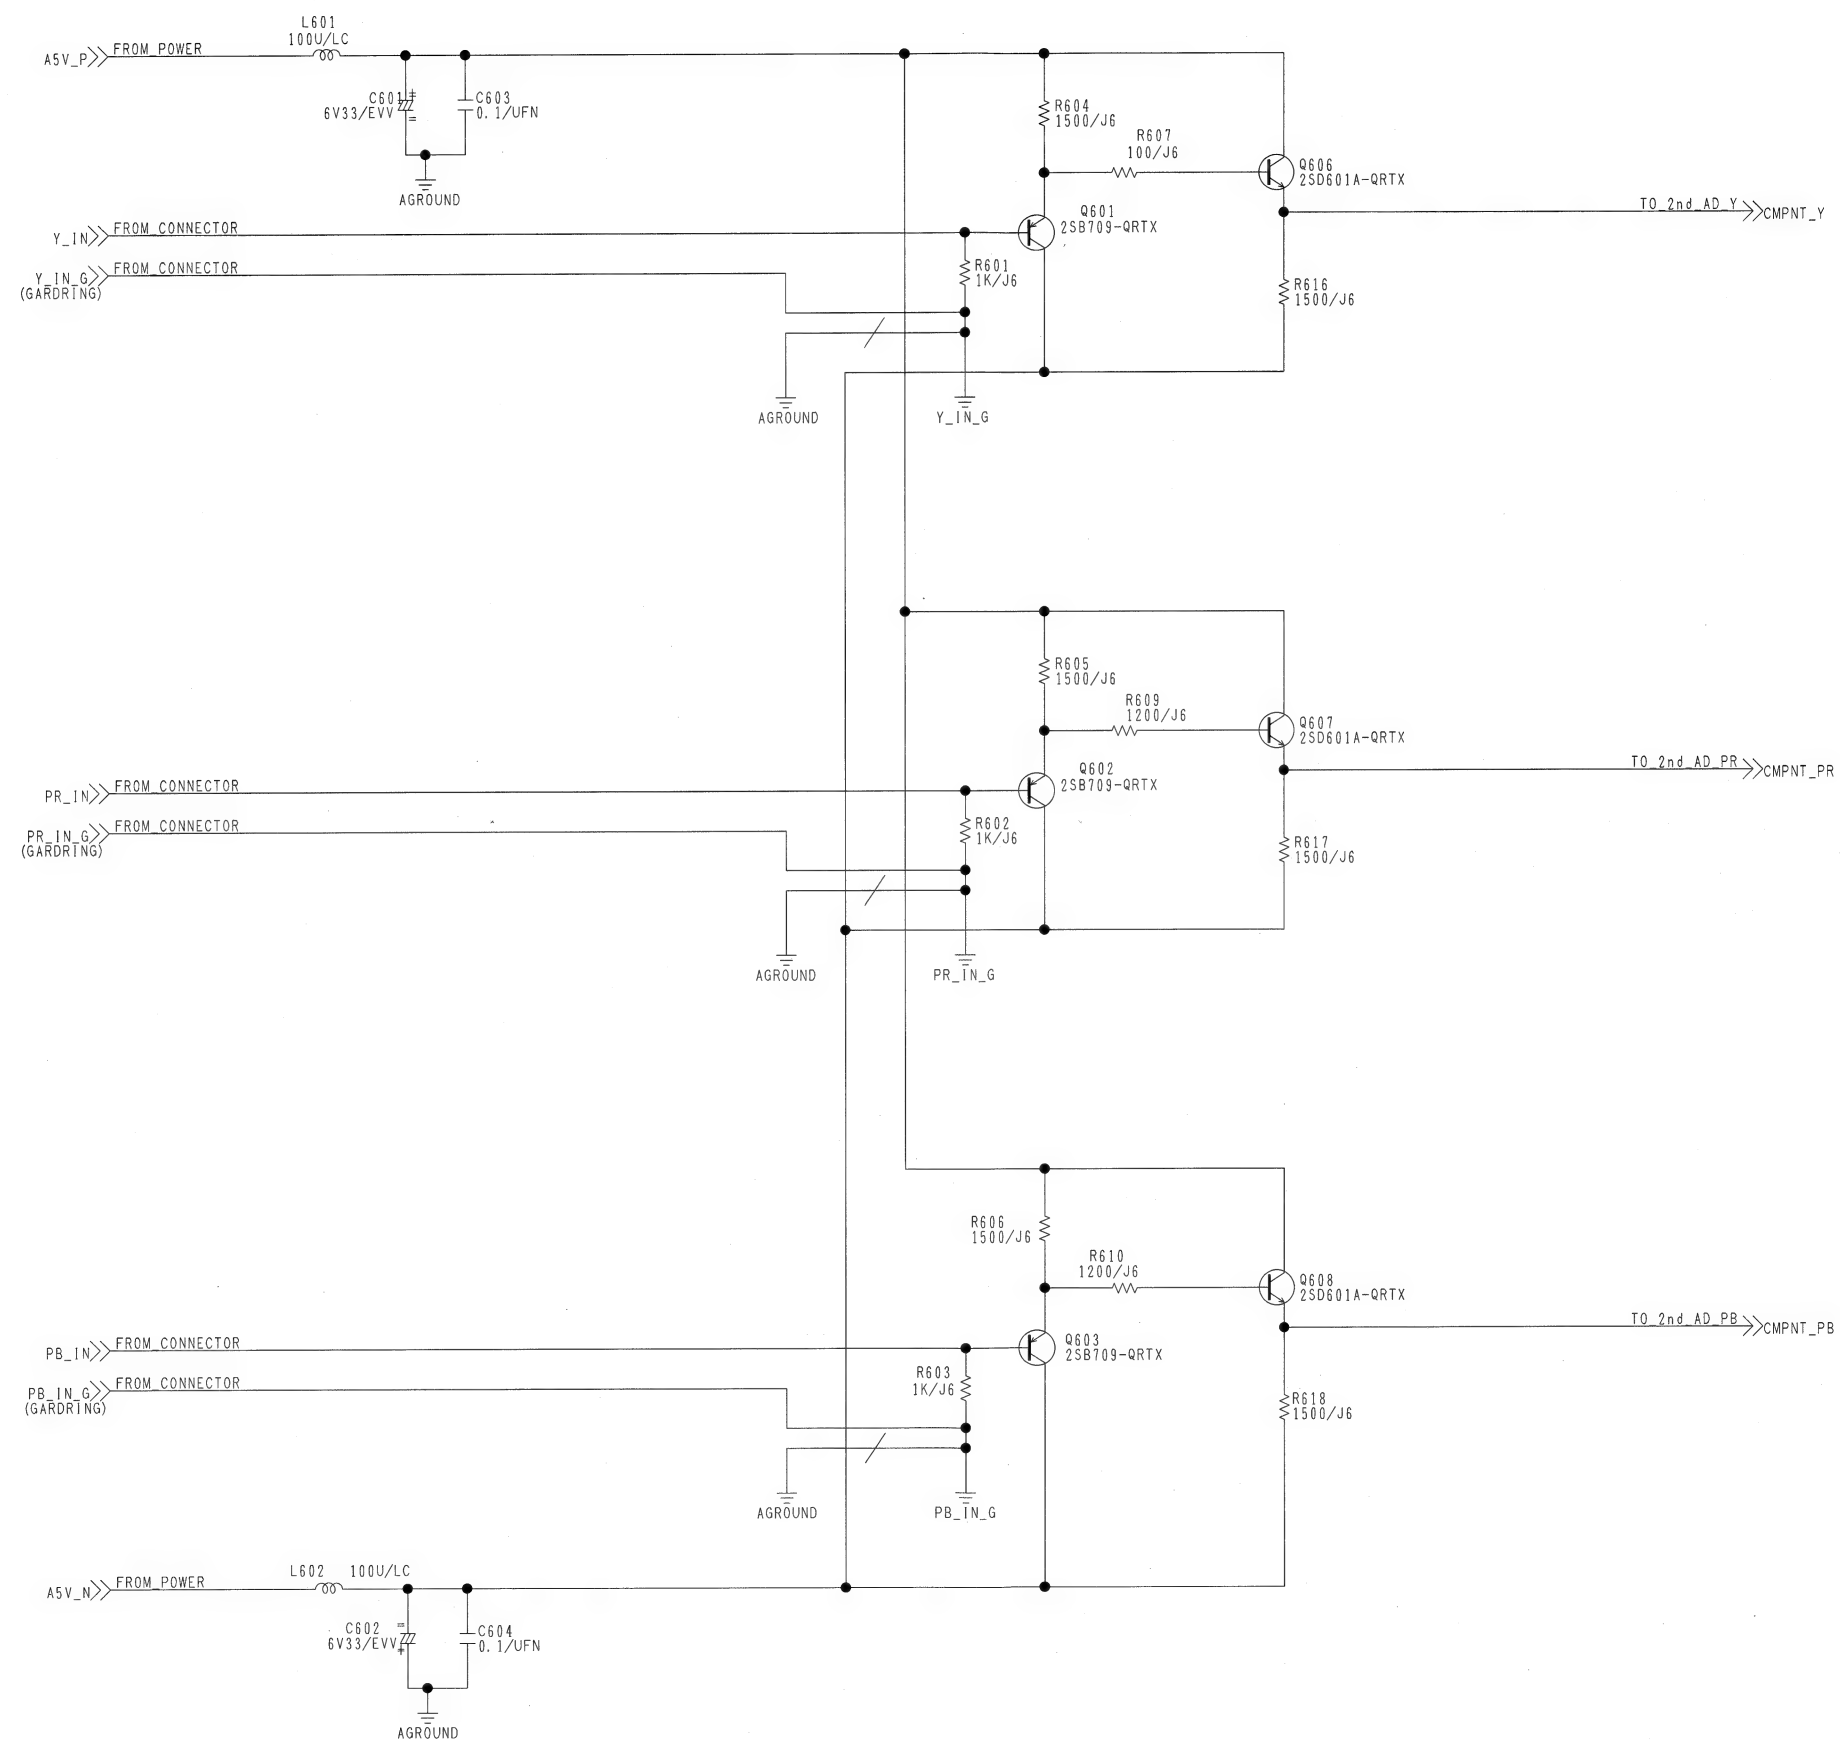 L601
100U/LC
A5V_P
FROM_POWER
C601
6V33/EVV
+
=
C603
0.1/UFN
AGROUND
R604
1500/J6
R607
100/J6
Q606
2SD601A-QRTX
TO_2nd_AD_Y
CMPNT_Y
Q601
2SB709-QRTX
Y_IN
FROM_CONNECTOR
Y_IN_G
(GARDRING)
FROM_CONNECTOR
R601
1K/J6
R616
1500/J6
AGROUND
Y_IN_G
R605
1500/J6
R609
1200/J6
Q607
2SD601A-QRTX
TO_2nd_AD_PR
CMPNT_PR
Q602
2SB709-QRTX
PR_IN
FROM_CONNECTOR
PR_IN_G
(GARDRING)
FROM_CONNECTOR
R602
1K/J6
R617
1500/J6
AGROUND
PR_IN_G
R606
1500/J6
R610
1200/J6
Q608
2SD601A-QRTX
TO_2nd_AD_PB
CMPNT_PB
Q603
2SB709-QRTX
PB_IN
FROM_CONNECTOR
PB_IN_G
(GARDRING)
FROM_CONNECTOR
R603
1K/J6
R618
1500/J6
AGROUND
PB_IN_G
L602 100U/LC
A5V_N
FROM_POWER
C602
6V33/EVV
=
+
C604
0.1/UFN
AGROUND